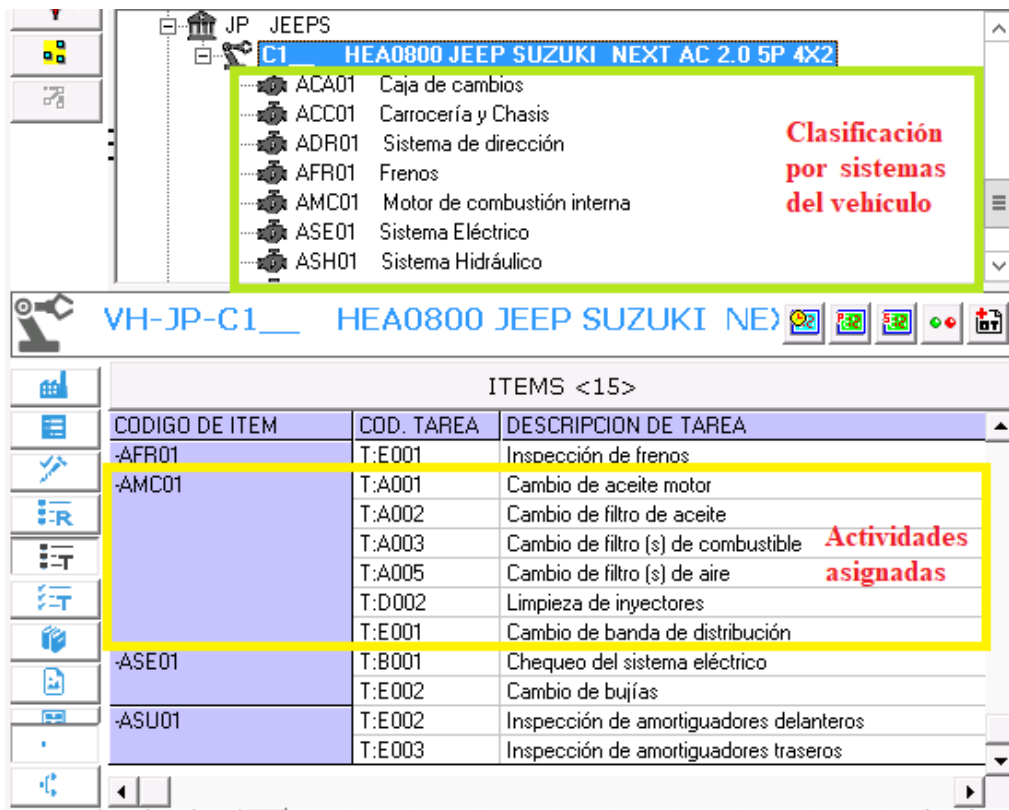 JP JEEPS
C1__ HEA0800 JEEP SUZUKI NEXT AC 2.0 5P 4X2
ACA01 Caja de cambios
ACC01 Carrocería y Chasis
ADR01 Sistema de dirección
AFR01 Frenos
AMC01 Motor de combustión interna
ASE01 Sistema Eléctrico
ASH01 Sistema Hidráulico
Clasificación
por sistemas
del vehículo
VH-JP-C1__ HEA0800 JEEP SUZUKI NEX
ITEMS <15>
CODIGO DE ITEM COD. TAREA DESCRIPCION DE TAREA
-AFR01 T:E001 Inspección de frenos
-AMC01 T:A001 Cambio de aceite motor
T:A002 Cambio de filtro de aceite
T:A003 Cambio de filtro (s) de combustible
T:A005 Cambio de filtro (s) de aire
T:D002 Limpieza de inyectores
T:E001 Cambio de banda de distribución
Actividades
asignadas
-ASE01 T:B001 Chequeo del sistema eléctrico
T:E002 Cambio de bujías
-ASU01 T:E002 Inspección de amortiguadores delanteros
T:E003 Inspección de amortiguadores traseros